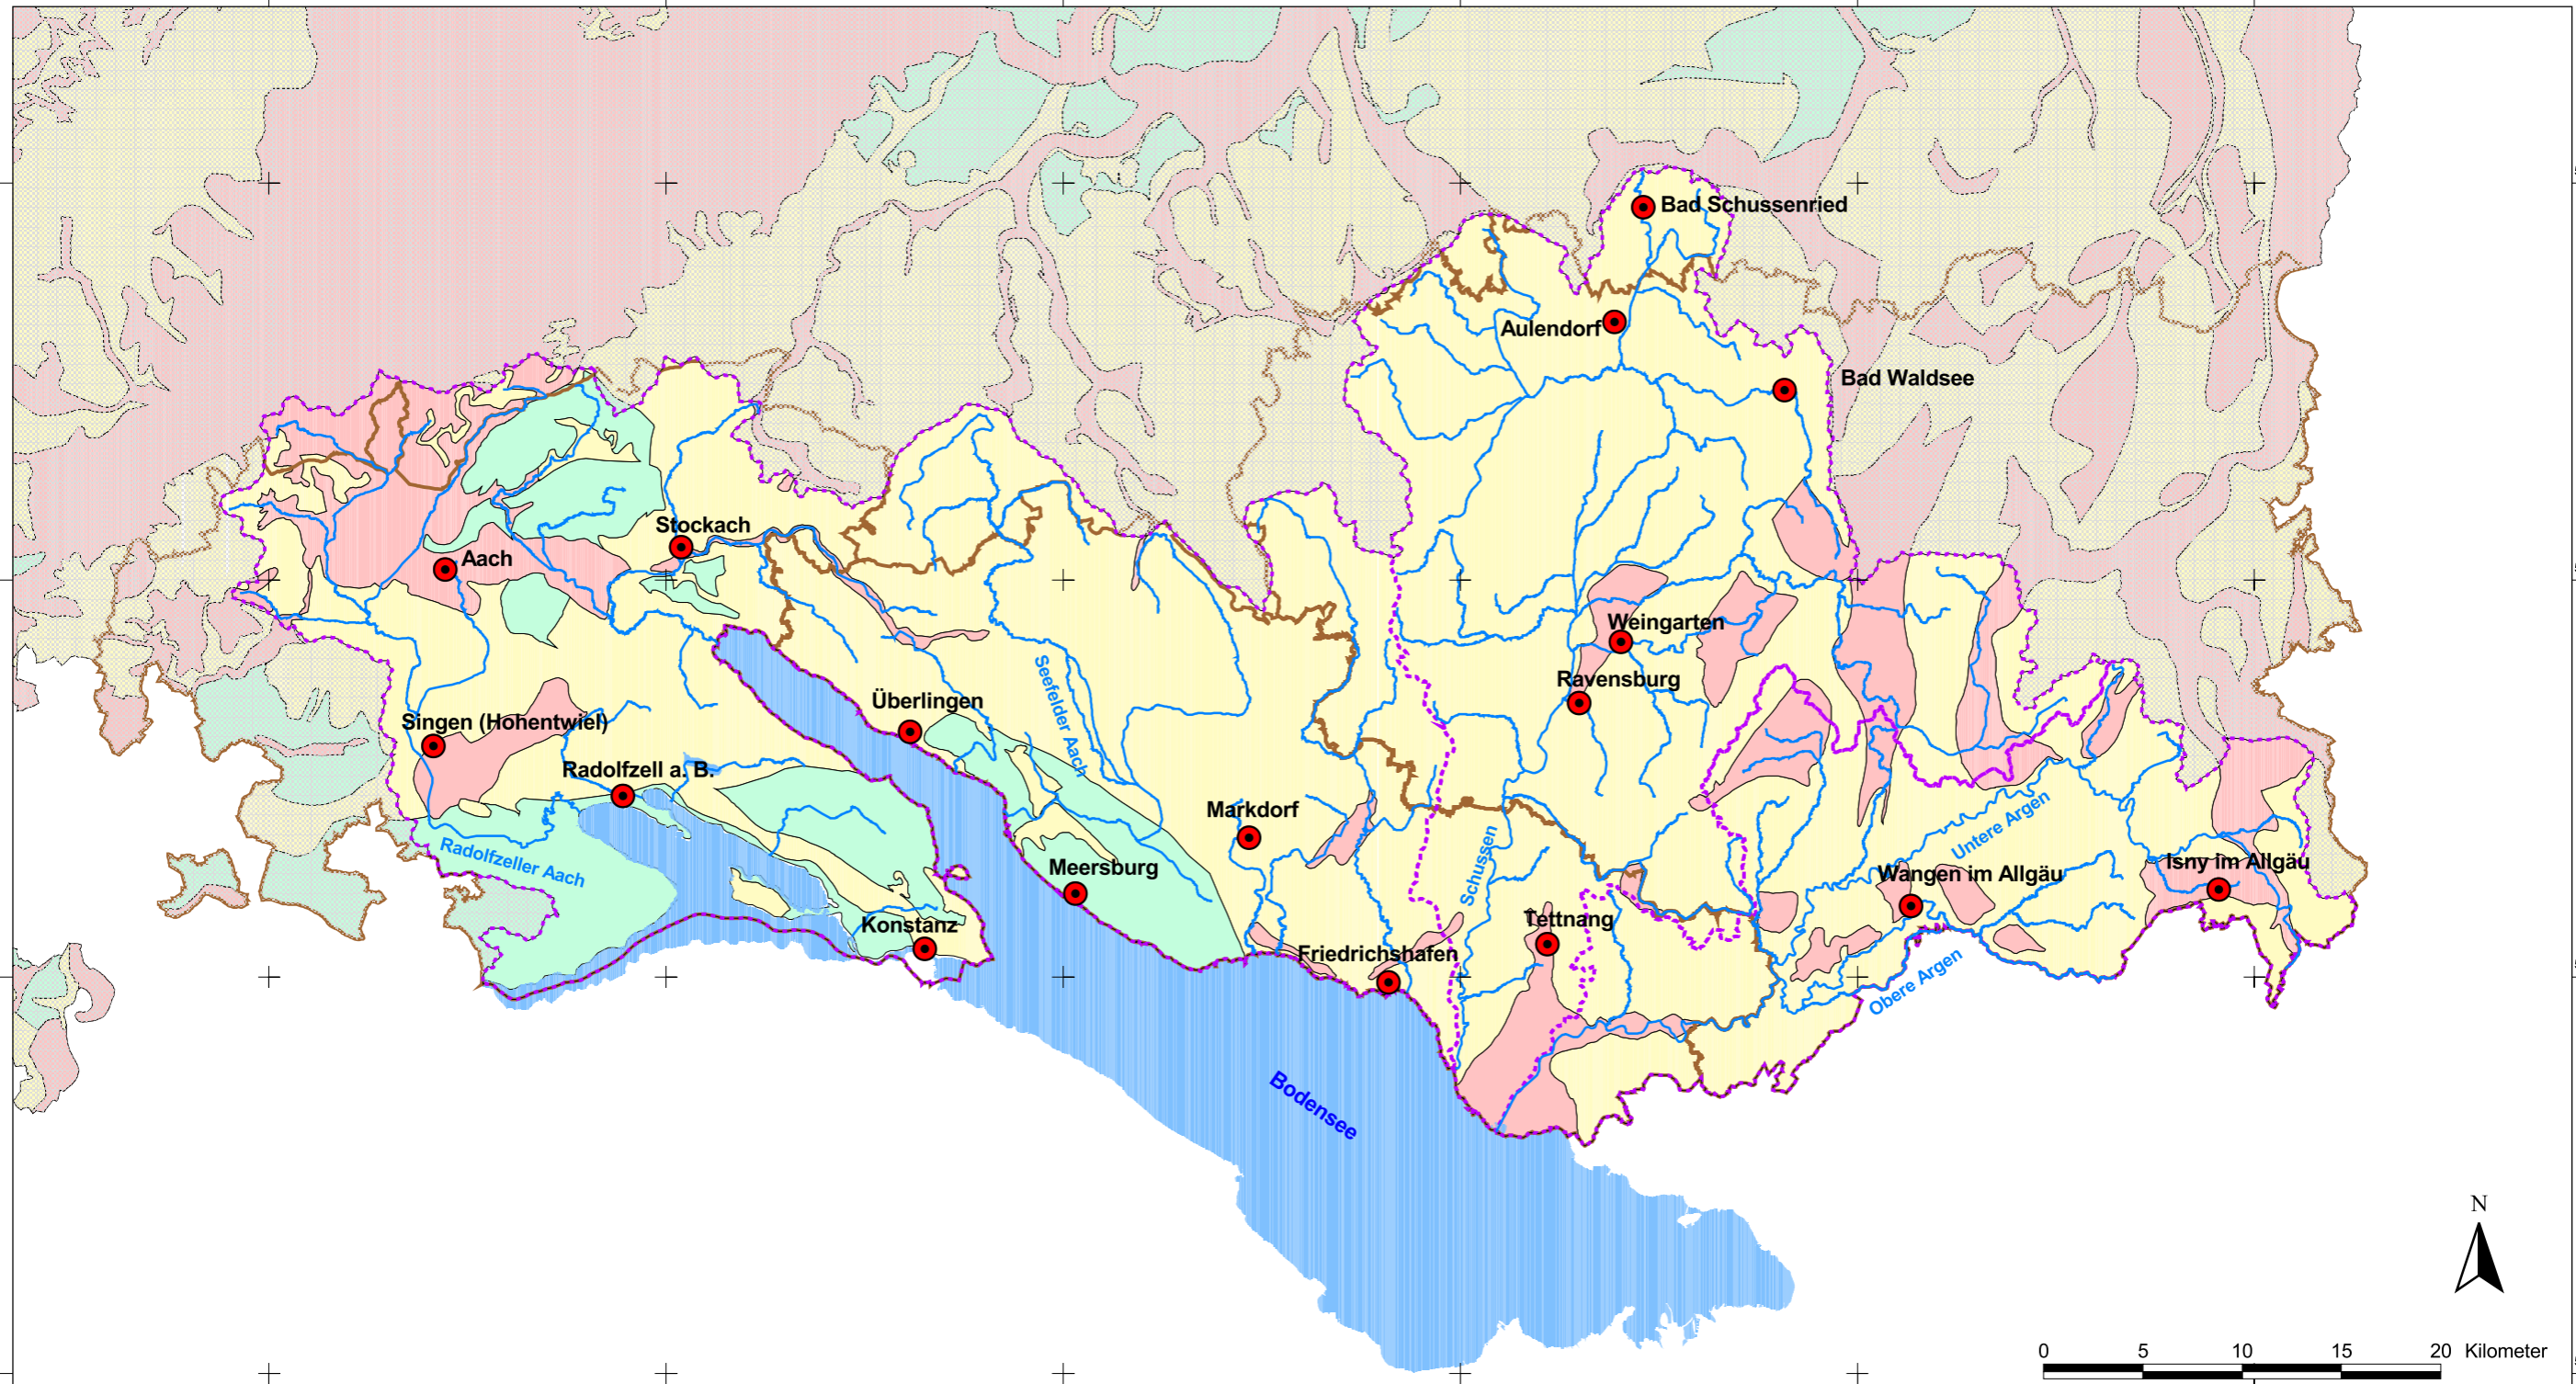 Bad Schussenried
Aulendorf
Bad Waldsee
Stockach
Aach
Weingarten
Ravensburg
Überlingen
Seefelder Aach
Singen (Hohentwiel)
Radolfzell a. B.
Markdorf
Radolfzeller Aach
Meersburg
Schussen
Untere Argen
Isny im Allgäu
Wangen im Allgäu
Konstanz
Tettnang
Friedrichshafen
Obere Argen
Bodensee
N
0 5 10 15 20 Kilometer